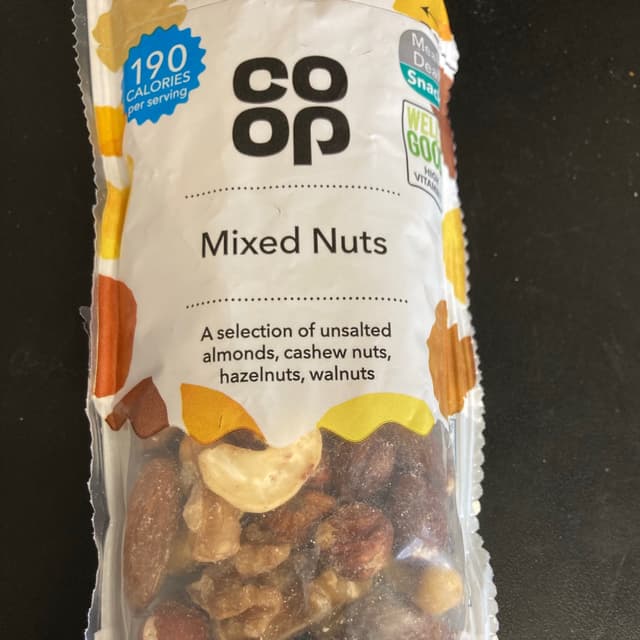 190
CALORIES
per serving
CO
OP
Mixed Nuts
A selection of unsalted
almonds, cashew nuts,
hazelnuts, walnuts